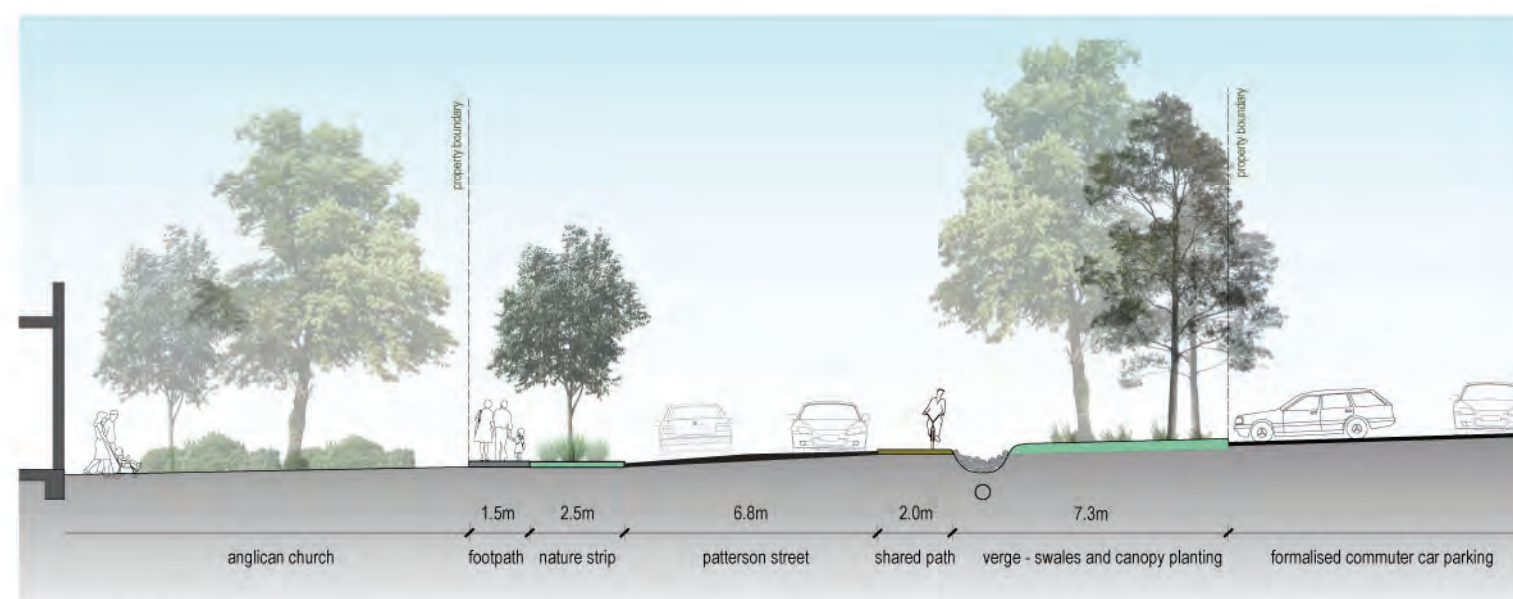 property boundary
property boundary
1.5m 2.5m 6.8m 2.0m 7.3m
anglican church footpath nature strip patterson street shared path verge - swales and canopy planting formalised commuter car parking